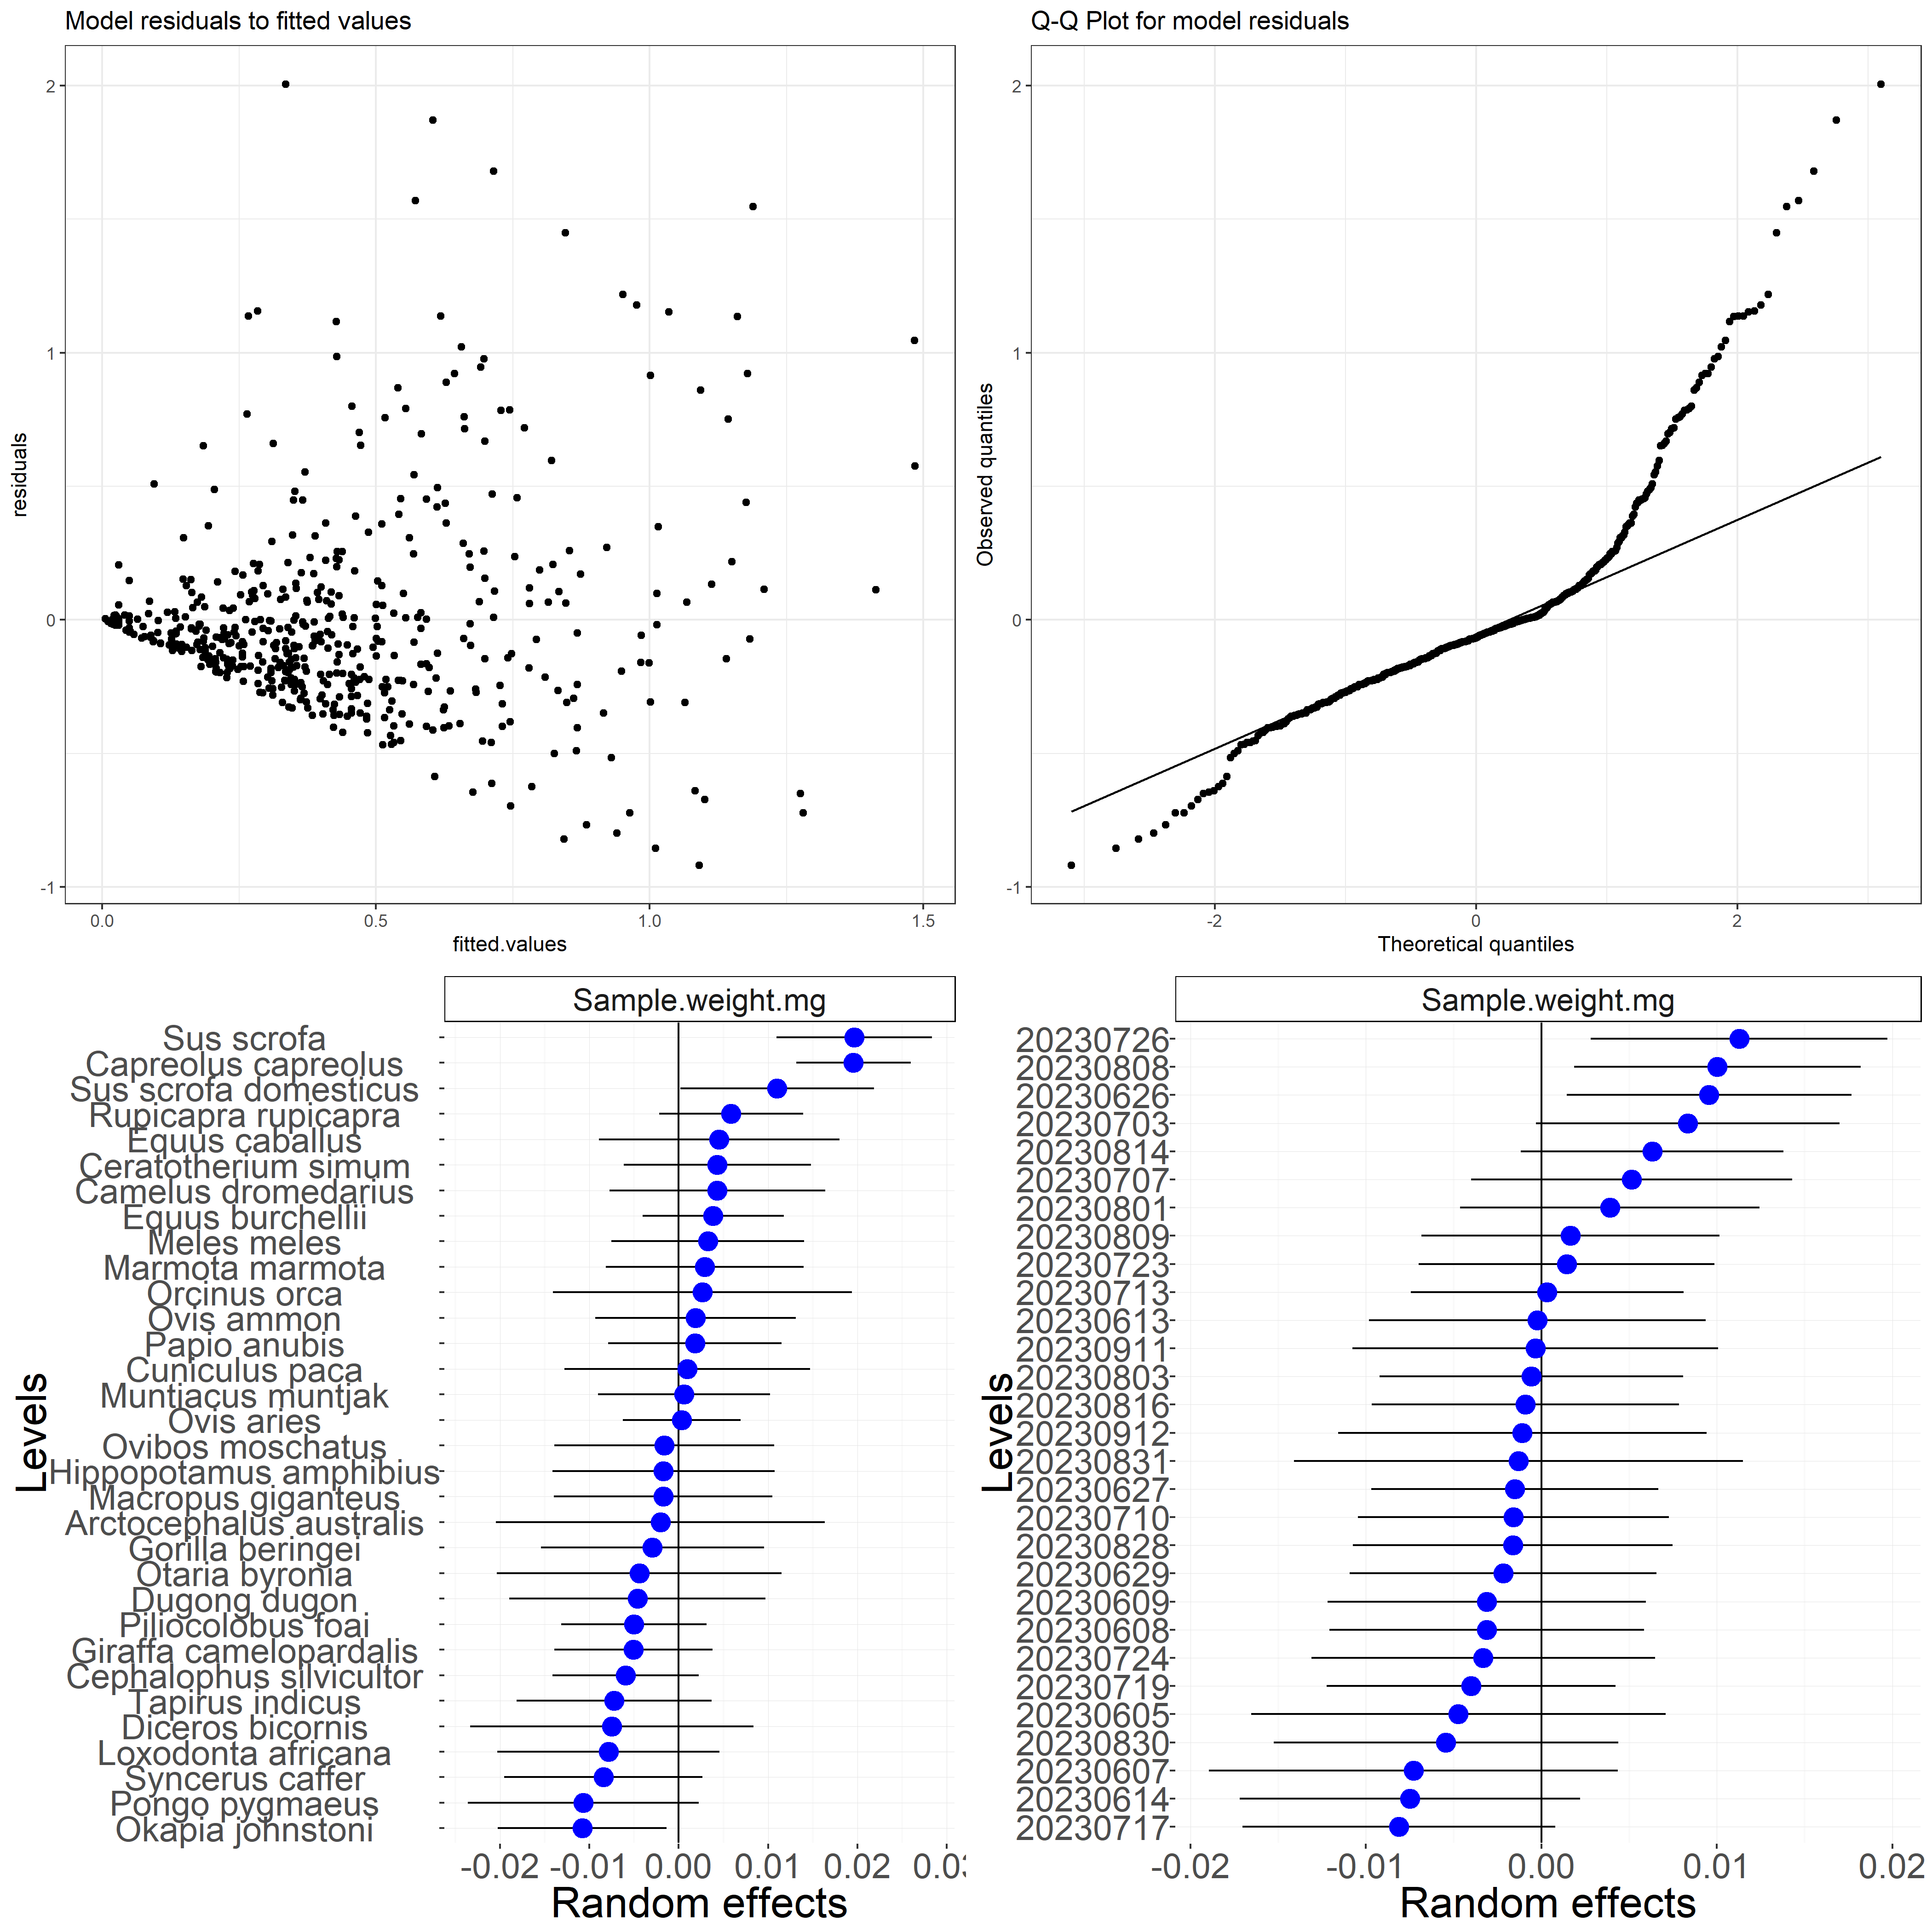 Model residuals to fitted values
2
1
0
-1
residuals
0.0
0.5
1.0
1.5
fitted.values
Q-Q Plot for model residuals
2
1
0
-1
Observed quantiles
-2
0
2
Theoretical quantiles
Sample.weight.mg
Levels
Sus scrofa
Capreolus capreolus
Sus scrofa domesticus
Rupicapra rupicapra
Equus caballus
Ceratotherium simum
Camelus dromedarius
Equus burchellii
Meles meles
Marmota marmota
Orcinus orca
Ovis ammon
Papio anubis
Cuniculus paca
Muntiacus muntjak
Ovis aries
Ovibos moschatus
Hippopotamus amphibius
Macropus giganteus
Arctocephalus australis
Gorilla beringei
Otaria byronia
Dugong dugon
Piliocolobus foai
Giraffa camelopardalis
Cephalophus silvicultor
Tapirus indicus
Diceros bicornis
Loxodonta africana
Syncerus caffer
Pongo pygmaeus
Okapia johnstoni
-0.02
-0.01
0.00
0.01
0.02
Random effects
Sample.weight.mg
Levels
20230726
20230808
20230626
20230703
20230814
20230707
20230801
20230809
20230723
20230713
20230613
20230911
20230803
20230816
20230912
20230831
20230627
20230710
20230828
20230629
20230609
20230608
20230724
20230719
20230605
20230830
20230607
20230614
20230717
-0.02
-0.01
0.00
0.01
0.02
Random effects